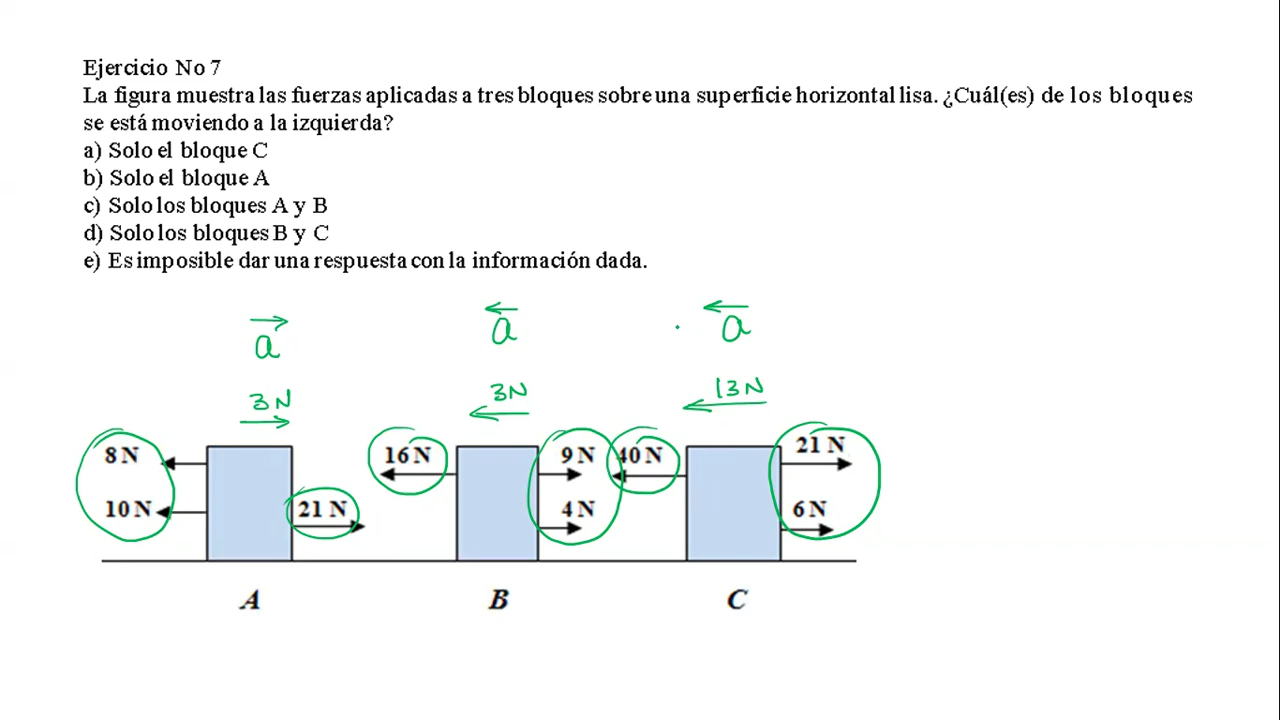 Ejercicio No 7
La figura muestra las fuerzas aplicadas a tres bloques sobre una superficie horizontal lisa. ¿Cuál(es) de los bloques
se está moviendo a la izquierda?
a) Solo el bloque C
b) Solo el bloque A
c) Solo los bloques A y B
d) Solo los bloques B y C
e) Es imposible dar una respuesta con la información dada.
a a a
3N 3N 13N
8 N 16 N 9 N 40 N 21 N
10 N 21 N 4 N 6 N
A B C